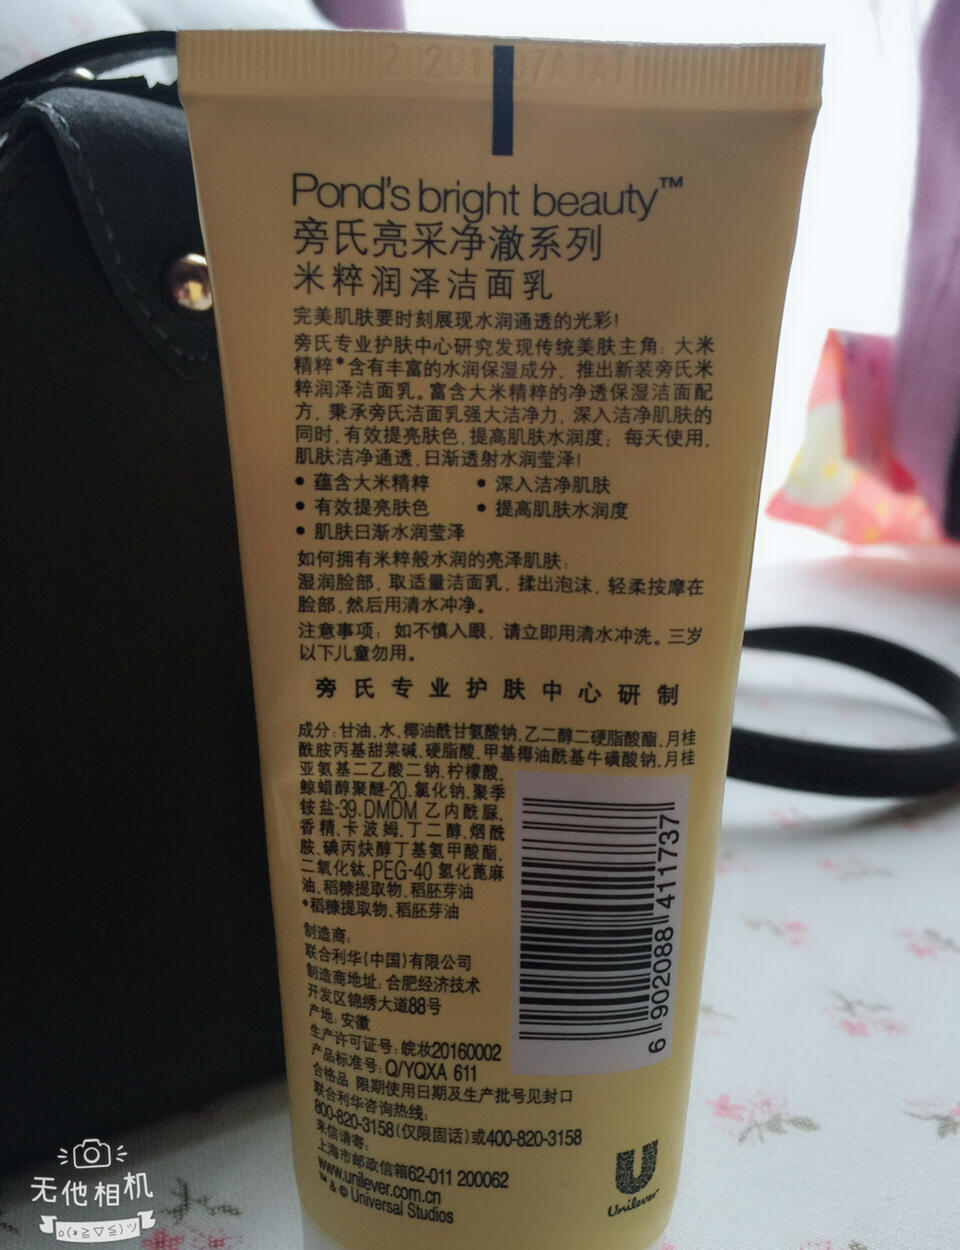 Pond's bright beauty™
旁氏亮采净澈系列
米粹润泽洁面乳
完美肌肤要时刻展现水润通透的光彩!
旁氏专业护肤中心研究发现传统美肤主角: 大米
精粹*含有丰富的水润保湿成分, 推出新装旁氏米
粹润泽洁面乳。富含大米精粹的净透保湿洁面配
方, 秉承旁氏洁面乳强大洁净力, 深入洁净肌肤的
同时, 有效提亮肤色, 提高肌肤水润度; 每天使用,
肌肤洁净通透, 日渐透射水润莹泽!
• 蕴含大米精粹 • 深入洁净肌肤
• 有效提亮肤色 • 提高肌肤水润度
• 肌肤日渐水润莹泽
如何拥有米粹般水润的亮泽肌肤:
湿润脸部, 取适量洁面乳, 揉出泡沫, 轻柔按摩在
脸部, 然后用清水冲净。
注意事项: 如不慎入眼, 请立即用清水冲洗。三岁
以下儿童勿用。
旁氏专业护肤中心研制
成分: 甘油、水、椰油酰甘氨酸钠、乙二醇二硬脂酸酯、月桂
酰胺丙基甜菜碱、硬脂酸、甲基椰油酰基牛磺酸钠、月桂
亚氨基二乙酸二钠、柠檬酸、
鲸蜡醇聚醚-20、氯化钠、聚季
铵盐-39、DMDM 乙内酰脲、
香精、卡波姆、丁二醇、烟酰
胺、碘丙炔醇丁基氨甲酸酯、
二氧化钛、PEG-40 氢化蓖麻
油、稻糠提取物、稻胚芽油
*稻糠提取物、稻胚芽油
6 902088 411737
制造商:
联合利华(中国)有限公司
制造商地址: 合肥经济技术
开发区锦绣大道88号
产地: 安徽
生产许可证号: 皖妆20160002
产品标准号: Q/YQXA 611
合格品 限期使用日期及生产批号见封口
联合利华咨询热线:
800-820-3158(仅限固话)或400-820-3158
来信请寄:
上海市邮政信箱62-011 200062
www.unilever.com.cn
™ & © Universal Studios
Unilever
无他相机
o(*≧▽≦)ツ